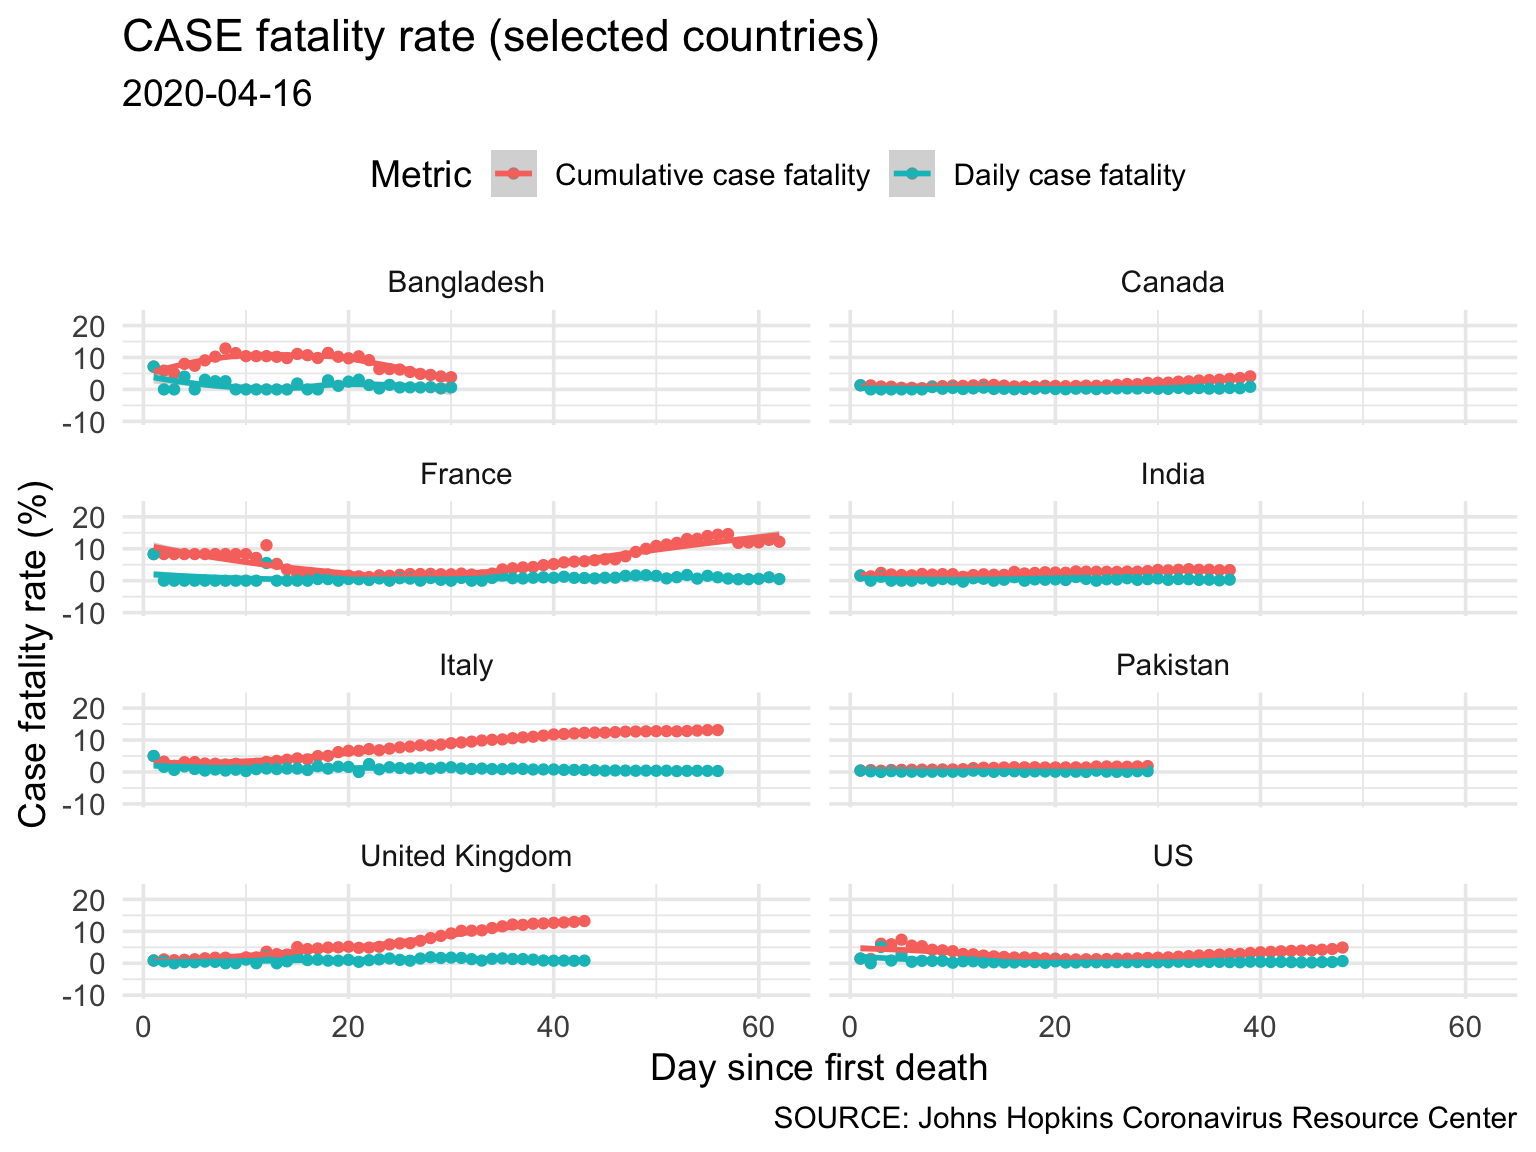 CASE fatality rate (selected countries)
2020-04-16
Metric Cumulative case fatality Daily case fatality
Bangladesh Canada
20
10
0
-10
France India
20
10
0
-10
Case fatality rate (%)
Italy Pakistan
20
10
0
-10
United Kingdom US
20
10
0
-10
0 20 40 60 0 20 40 60
Day since first death
SOURCE: Johns Hopkins Coronavirus Resource Center